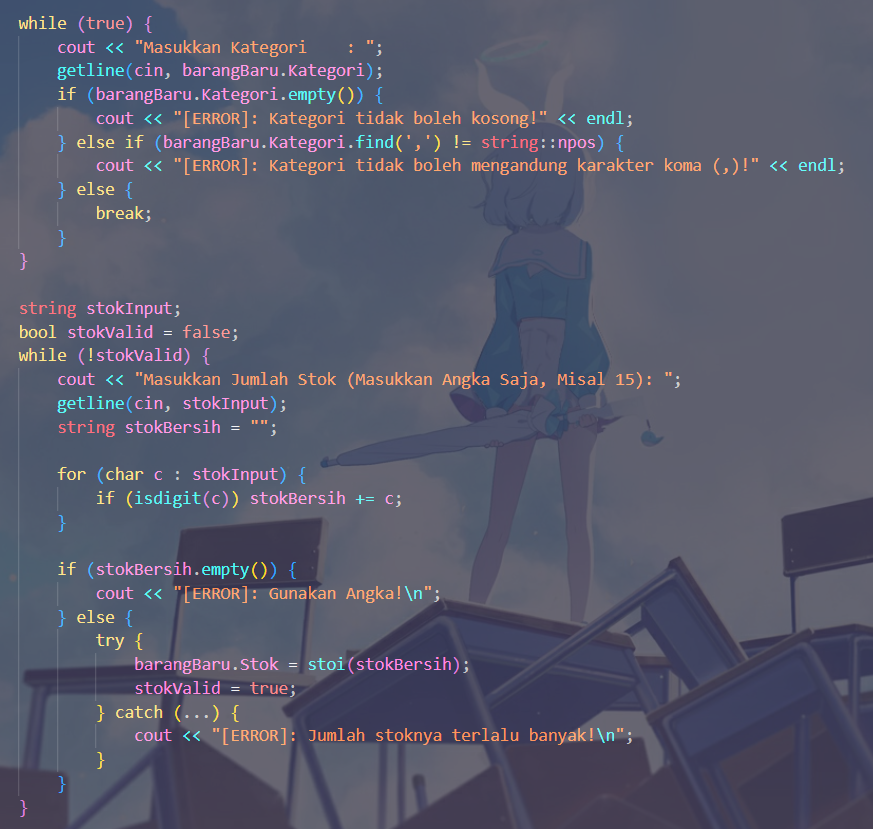 while (true) {
    cout << "Masukkan Kategori    : ";
    getline(cin, barangBaru.Kategori);
    if (barangBaru.Kategori.empty()) {
        cout << "[ERROR]: Kategori tidak boleh kosong!" << endl;
    } else if (barangBaru.Kategori.find(',') != string::npos) {
        cout << "[ERROR]: Kategori tidak boleh mengandung karakter koma (,)!" << endl;
    } else {
        break;
    }
}

string stokInput;
bool stokValid = false;
while (!stokValid) {
    cout << "Masukkan Jumlah Stok (Masukkan Angka Saja, Misal 15): ";
    getline(cin, stokInput);
    string stokBersih = "";

    for (char c : stokInput) {
        if (isdigit(c)) stokBersih += c;
    }

    if (stokBersih.empty()) {
        cout << "[ERROR]: Gunakan Angka!\n";
    } else {
        try {
            barangBaru.Stok = stoi(stokBersih);
            stokValid = true;
        } catch (...) {
            cout << "[ERROR]: Jumlah stoknya terlalu banyak!\n";
        }
    }
}